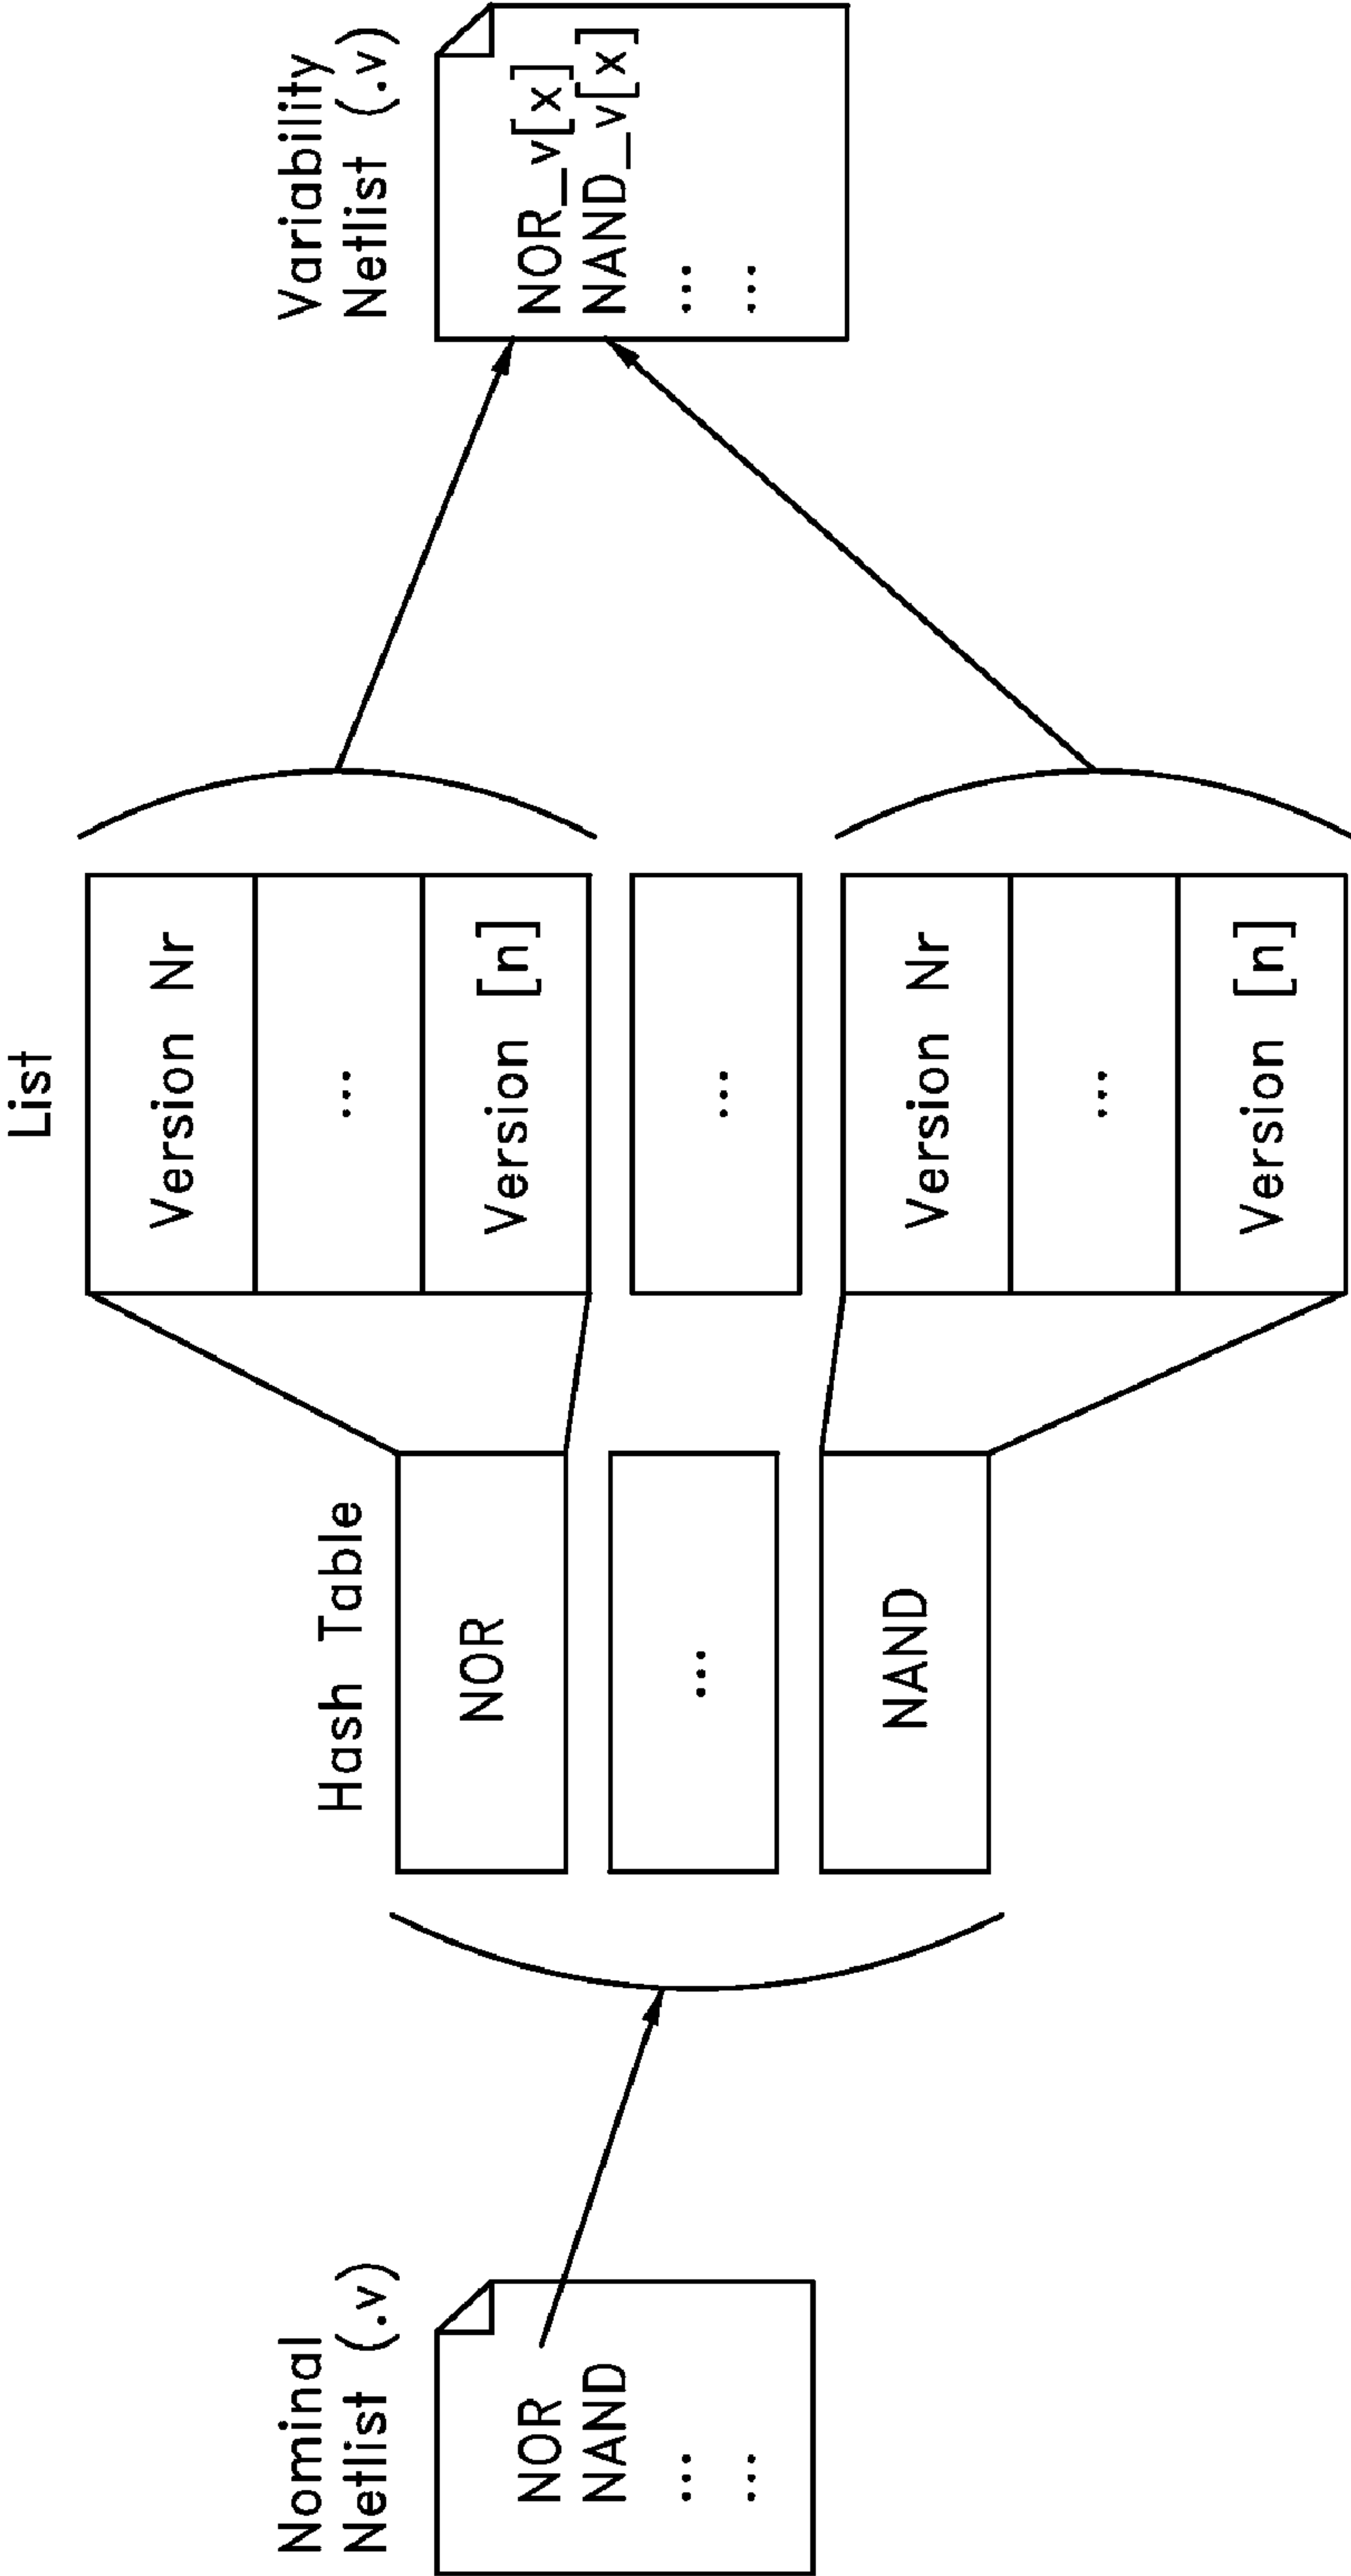 Nominal
Netlist (.v)
NOR
NAND
...
...
Hash Table
NOR
...
NAND
List
Version Nr
...
Version [n]
...
Version Nr
...
Version [n]
Variability
Netlist (.v)
NOR_v[x]
NAND_v[x]
...
...